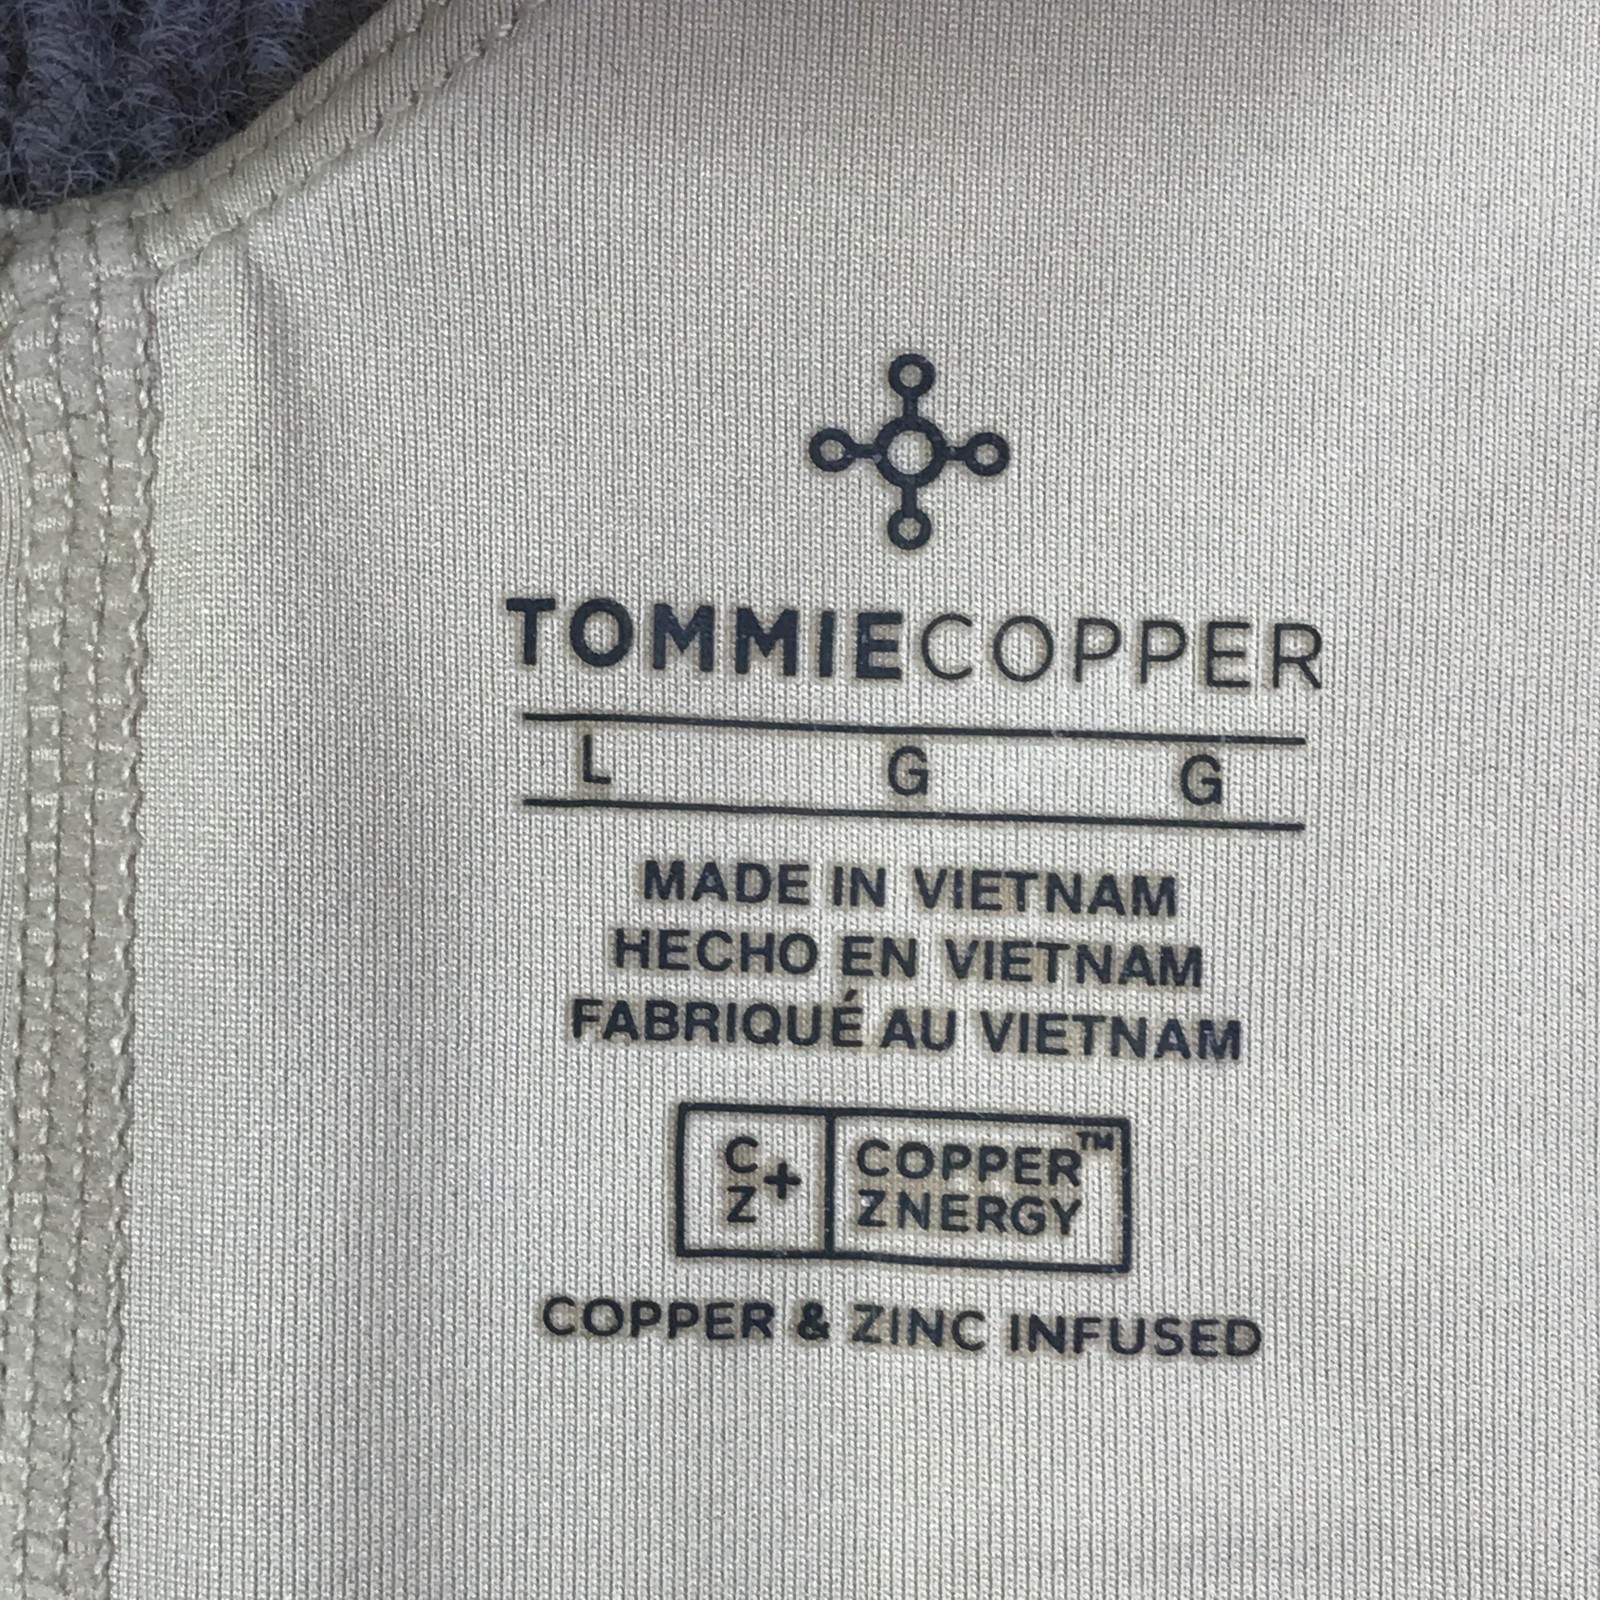 TOMMIECOPPER
L G G
MADE IN VIETNAM
HECHO EN VIETNAM
FABRIQUÉ AU VIETNAM
C
Z
+
COPPER™
ZNERGY
COPPER & ZINC INFUSED